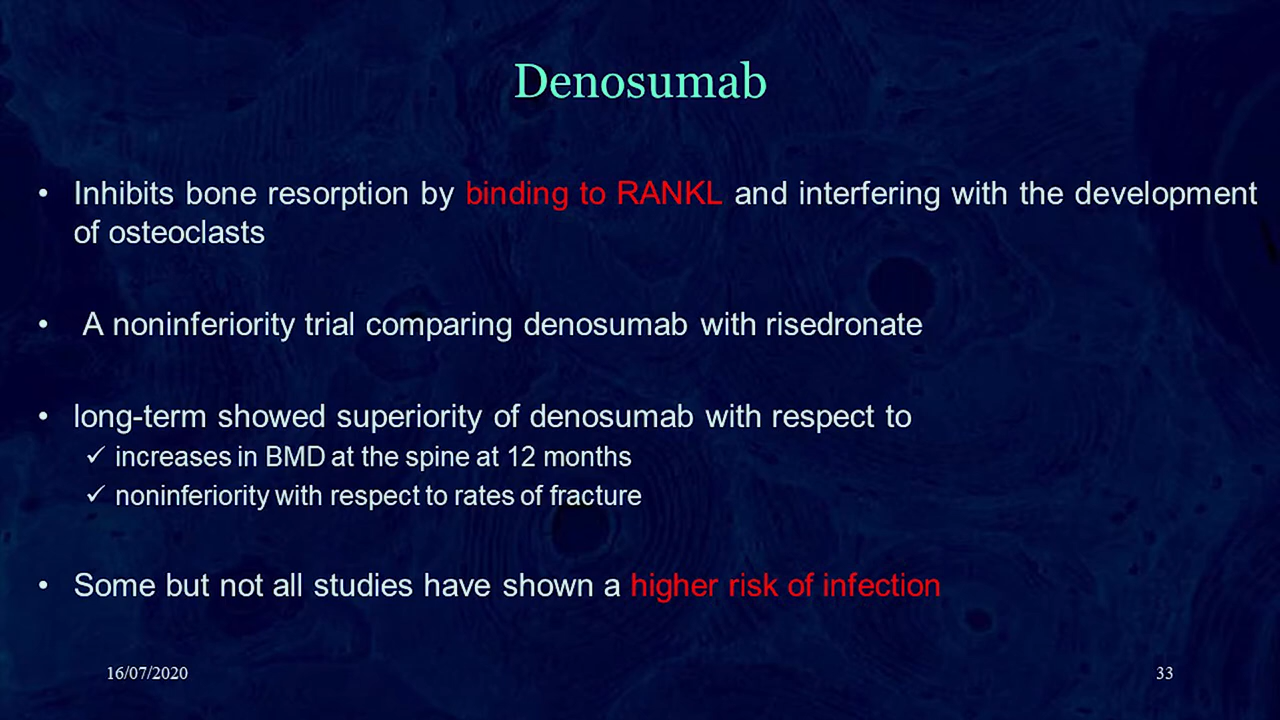 Denosumab
• Inhibits bone resorption by binding to RANKL and interfering with the development
of osteoclasts
• A noninferiority trial comparing denosumab with risedronate
• long-term showed superiority of denosumab with respect to
✓ increases in BMD at the spine at 12 months
✓ noninferiority with respect to rates of fracture
• Some but not all studies have shown a higher risk of infection
16/07/2020
33